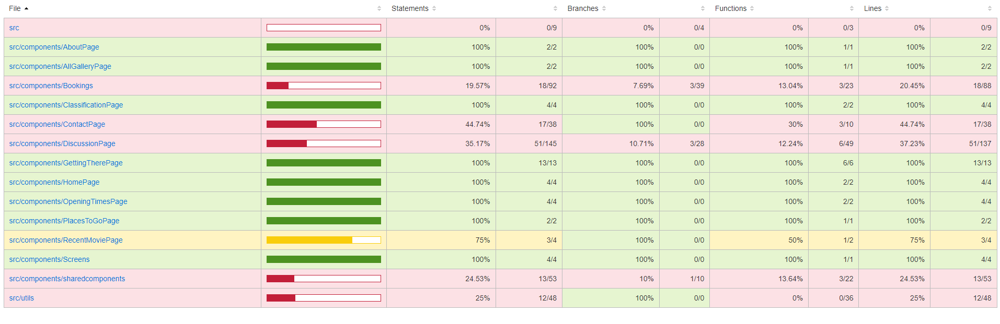 File Statements Branches Functions Lines
src 0% 0/9 0% 0/4 0% 0/3 0% 0/9
src/components/AboutPage 100% 2/2 100% 0/0 100% 1/1 100% 2/2
src/components/AllGalleryPage 100% 2/2 100% 0/0 100% 1/1 100% 2/2
src/components/Bookings 19.57% 18/92 7.69% 3/39 13.04% 3/23 20.45% 18/88
src/components/ClassificationPage 100% 4/4 100% 0/0 100% 2/2 100% 4/4
src/components/ContactPage 44.74% 17/38 100% 0/0 30% 3/10 44.74% 17/38
src/components/DiscussionPage 35.17% 51/145 10.71% 3/28 12.24% 6/49 37.23% 51/137
src/components/GettingTherePage 100% 13/13 100% 0/0 100% 6/6 100% 13/13
src/components/HomePage 100% 4/4 100% 0/0 100% 2/2 100% 4/4
src/components/OpeningTimesPage 100% 4/4 100% 0/0 100% 2/2 100% 4/4
src/components/PlacesToGoPage 100% 2/2 100% 0/0 100% 1/1 100% 2/2
src/components/RecentMoviePage 75% 3/4 100% 0/0 50% 1/2 75% 3/4
src/components/Screens 100% 4/4 100% 0/0 100% 1/1 100% 4/4
src/components/sharedcomponents 24.53% 13/53 10% 1/10 13.64% 3/22 24.53% 13/53
src/utils 25% 12/48 100% 0/0 0% 0/36 25% 12/48